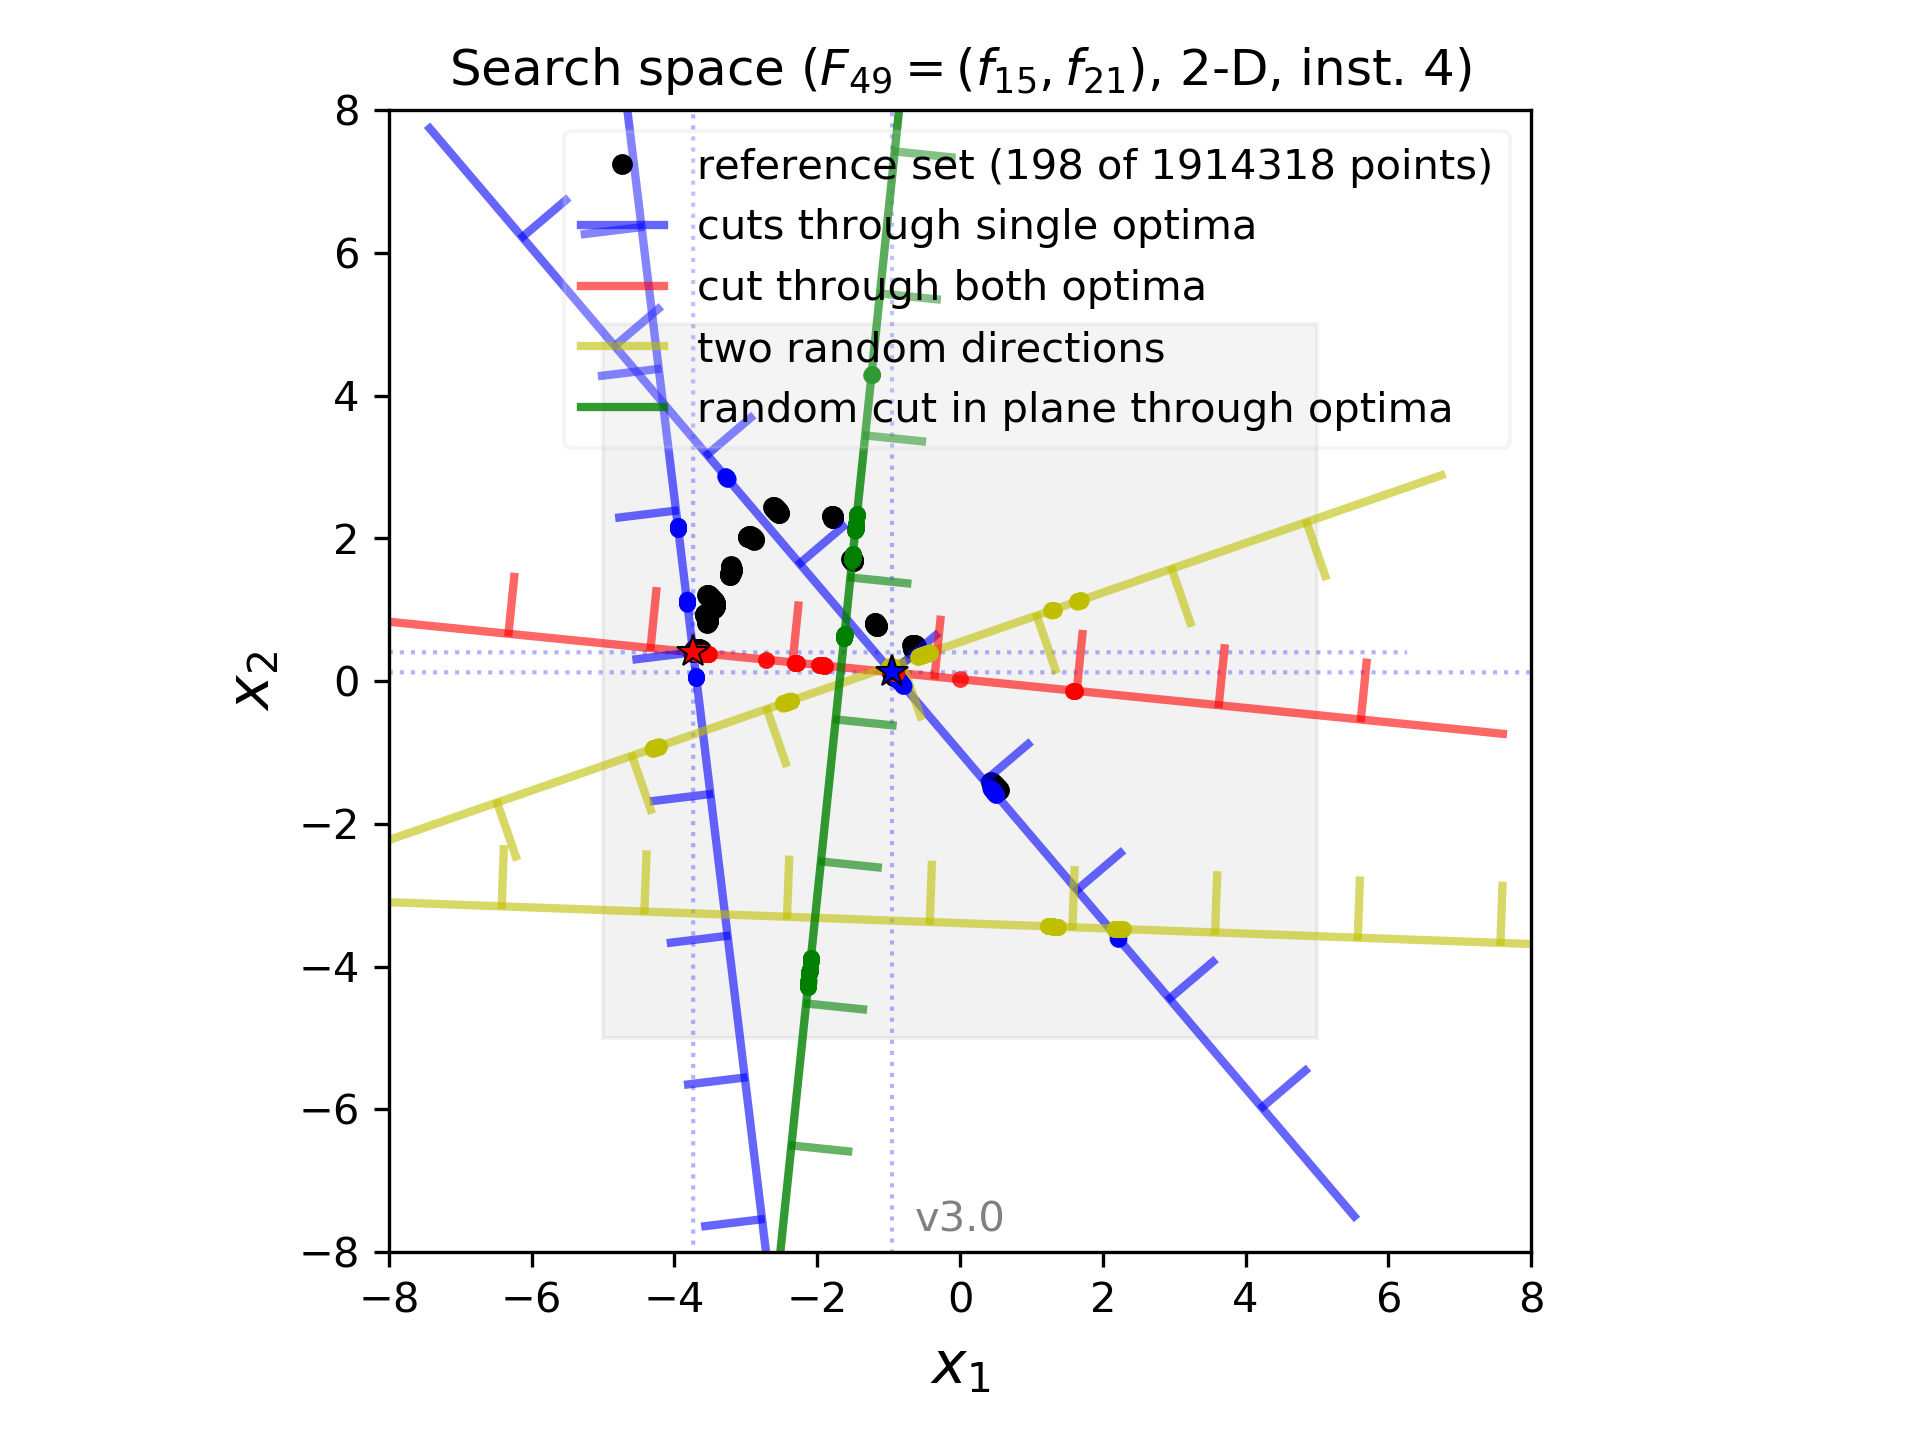 Search space (F49 = (f15, f21), 2-D, inst. 4)
reference set (198 of 1914318 points)
cuts through single optima
cut through both optima
two random directions
random cut in plane through optima
8
6
4
2
0
−2
−4
−6
−8
x2
v3.0
−8 −6 −4 −2 0 2 4 6 8
x1